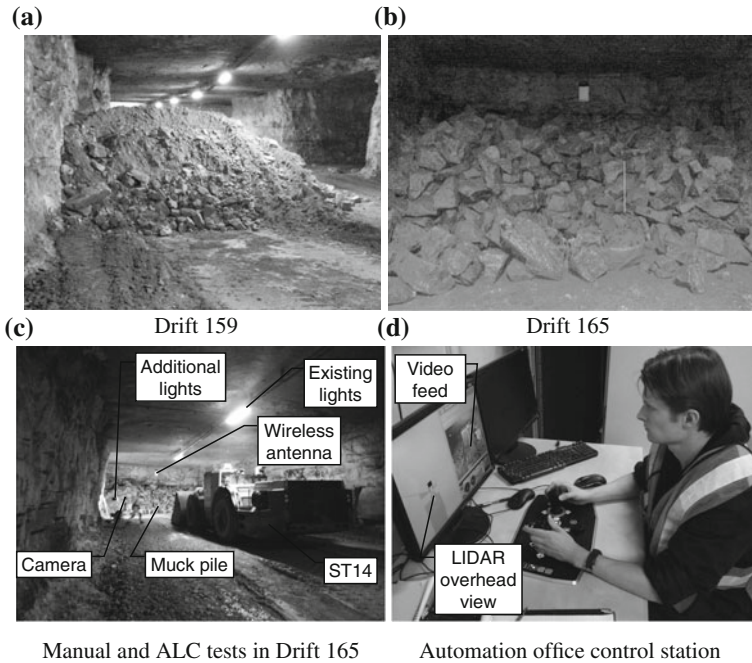 (a)
(b)
Drift 159
Drift 165
(c)
(d)
Additional
lights
Existing
lights
Wireless
antenna
Camera
Muck pile
ST14
Video
feed
LIDAR
overhead
view
Manual and ALC tests in Drift 165
Automation office control station